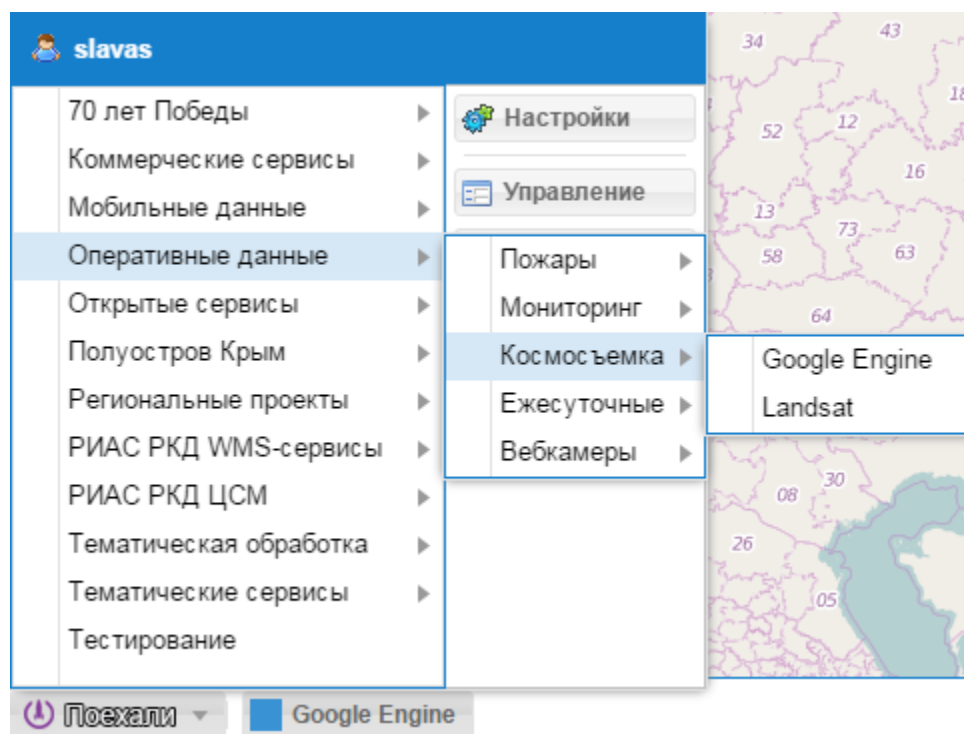 slavas
70 лет Победы
Коммерческие сервисы
Мобильные данные
Оперативные данные
Открытые сервисы
Полуостров Крым
Региональные проекты
РИАС РКД WMS-сервисы
РИАС РКД ЦСМ
Тематическая обработка
Тематические сервисы
Тестирование
Настройки
Управление
Пожары
Мониторинг
Космосъемка
Ежесуточные
Вебкамеры
Google Engine
Landsat
34
43
18
52
12
16
13
73
58
63
64
08
30
26
05
Поехали
Google Engine